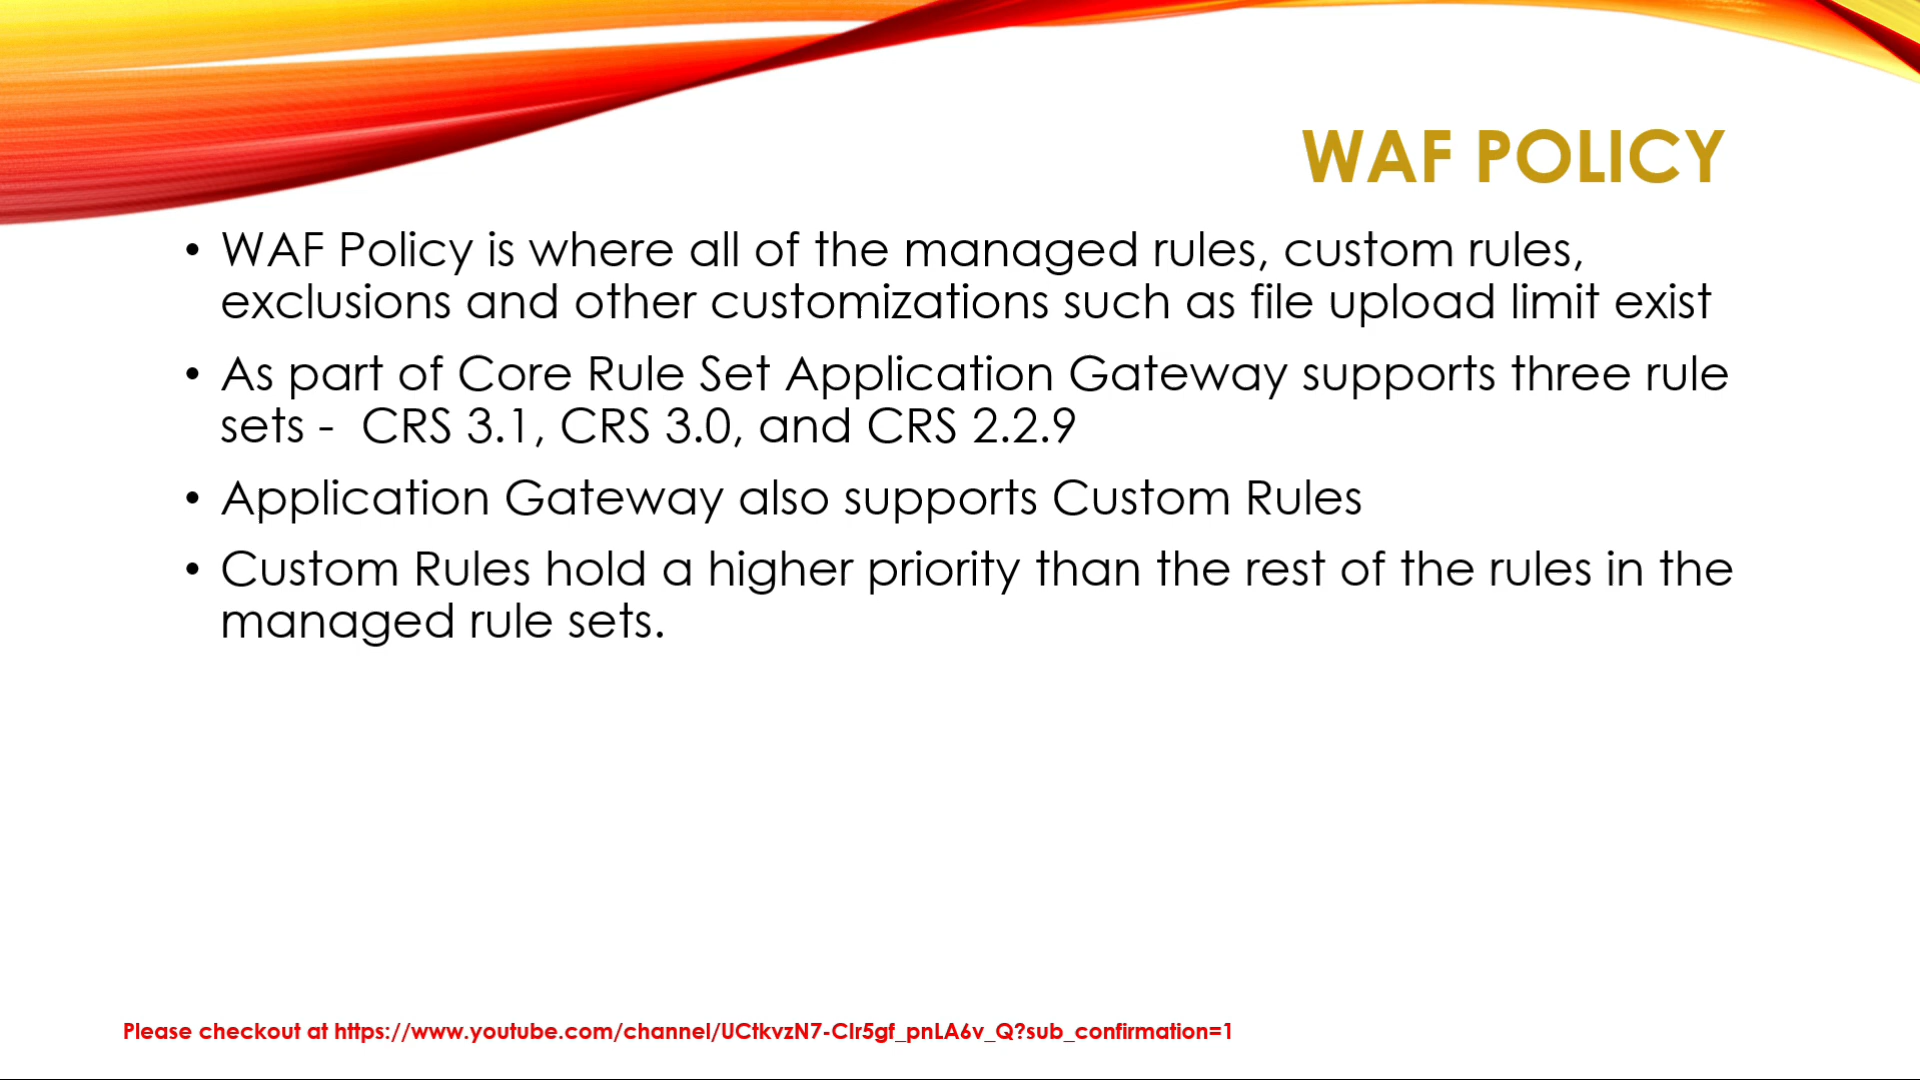 WAF POLICY
• WAF Policy is where all of the managed rules, custom rules,
exclusions and other customizations such as file upload limit exist
• As part of Core Rule Set Application Gateway supports three rule
sets -  CRS 3.1, CRS 3.0, and CRS 2.2.9
• Application Gateway also supports Custom Rules
• Custom Rules hold a higher priority than the rest of the rules in the
managed rule sets.
Please checkout at https://www.youtube.com/channel/UCtkvzN7-CIr5gf_pnLA6v_Q?sub_confirmation=1